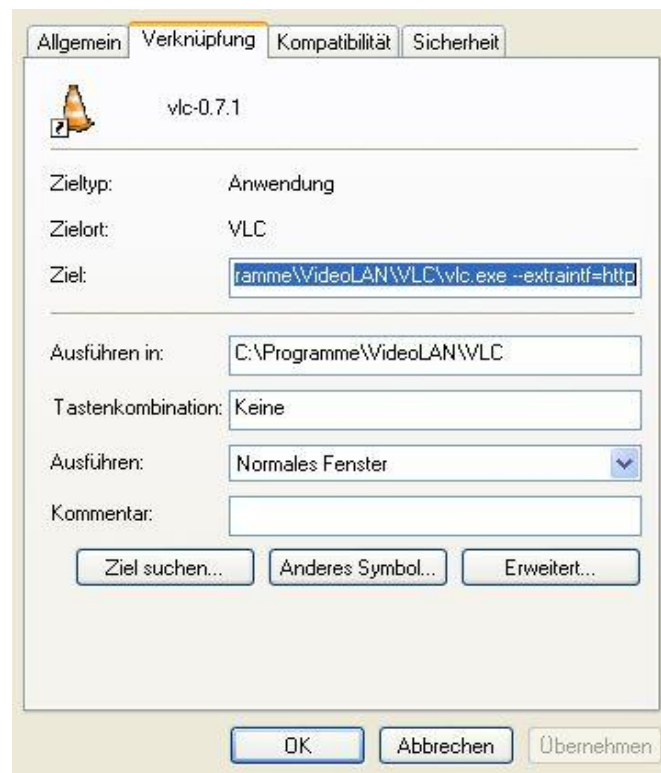 Allgemein Verknüpfung Kompatibilität Sicherheit
vlc-0.7.1
Zieltyp: Anwendung
Zielort: VLC
Ziel: ramme\VideoLAN\VLC\vlc.exe --extraintf=http
Ausführen in: C:\Programme\VideoLAN\VLC
Tastenkombination: Keine
Ausführen: Normales Fenster
Kommentar:
Ziel suchen... Anderes Symbol... Erweitert...
OK Abbrechen Übernehmen